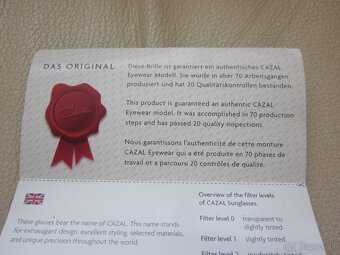 DAS ORIGINAL
Diese Brille ist garantiert ein authentisches CAZAL
Eyewear Modell. Sie wurde in über 70 Arbeitsgängen
produziert und hat 20 Qualitätskontrollen bestanden.
This product is guaranteed an authentic CAZAL
Eyewear model. It was accomplished in 70 production
steps and has passed 20 quality inspections.
Nous garantissons l'authenticité de cette monture
CAZAL Eyewear qui a été produite en 70 phases de
travail et a parcouru 20 contrôles de qualité.
Cazal
These glasses bear the name of CAZAL. This name stands
for extravagant design, excellent styling, selected materials,
and unique precision throughout the world.
Overview of the filter levels
of CAZAL Sunglasses.
Filter level 0 transparent to
slightly tinted
Filter level 1 slightly tinted
Filter level 2 moderately tinted